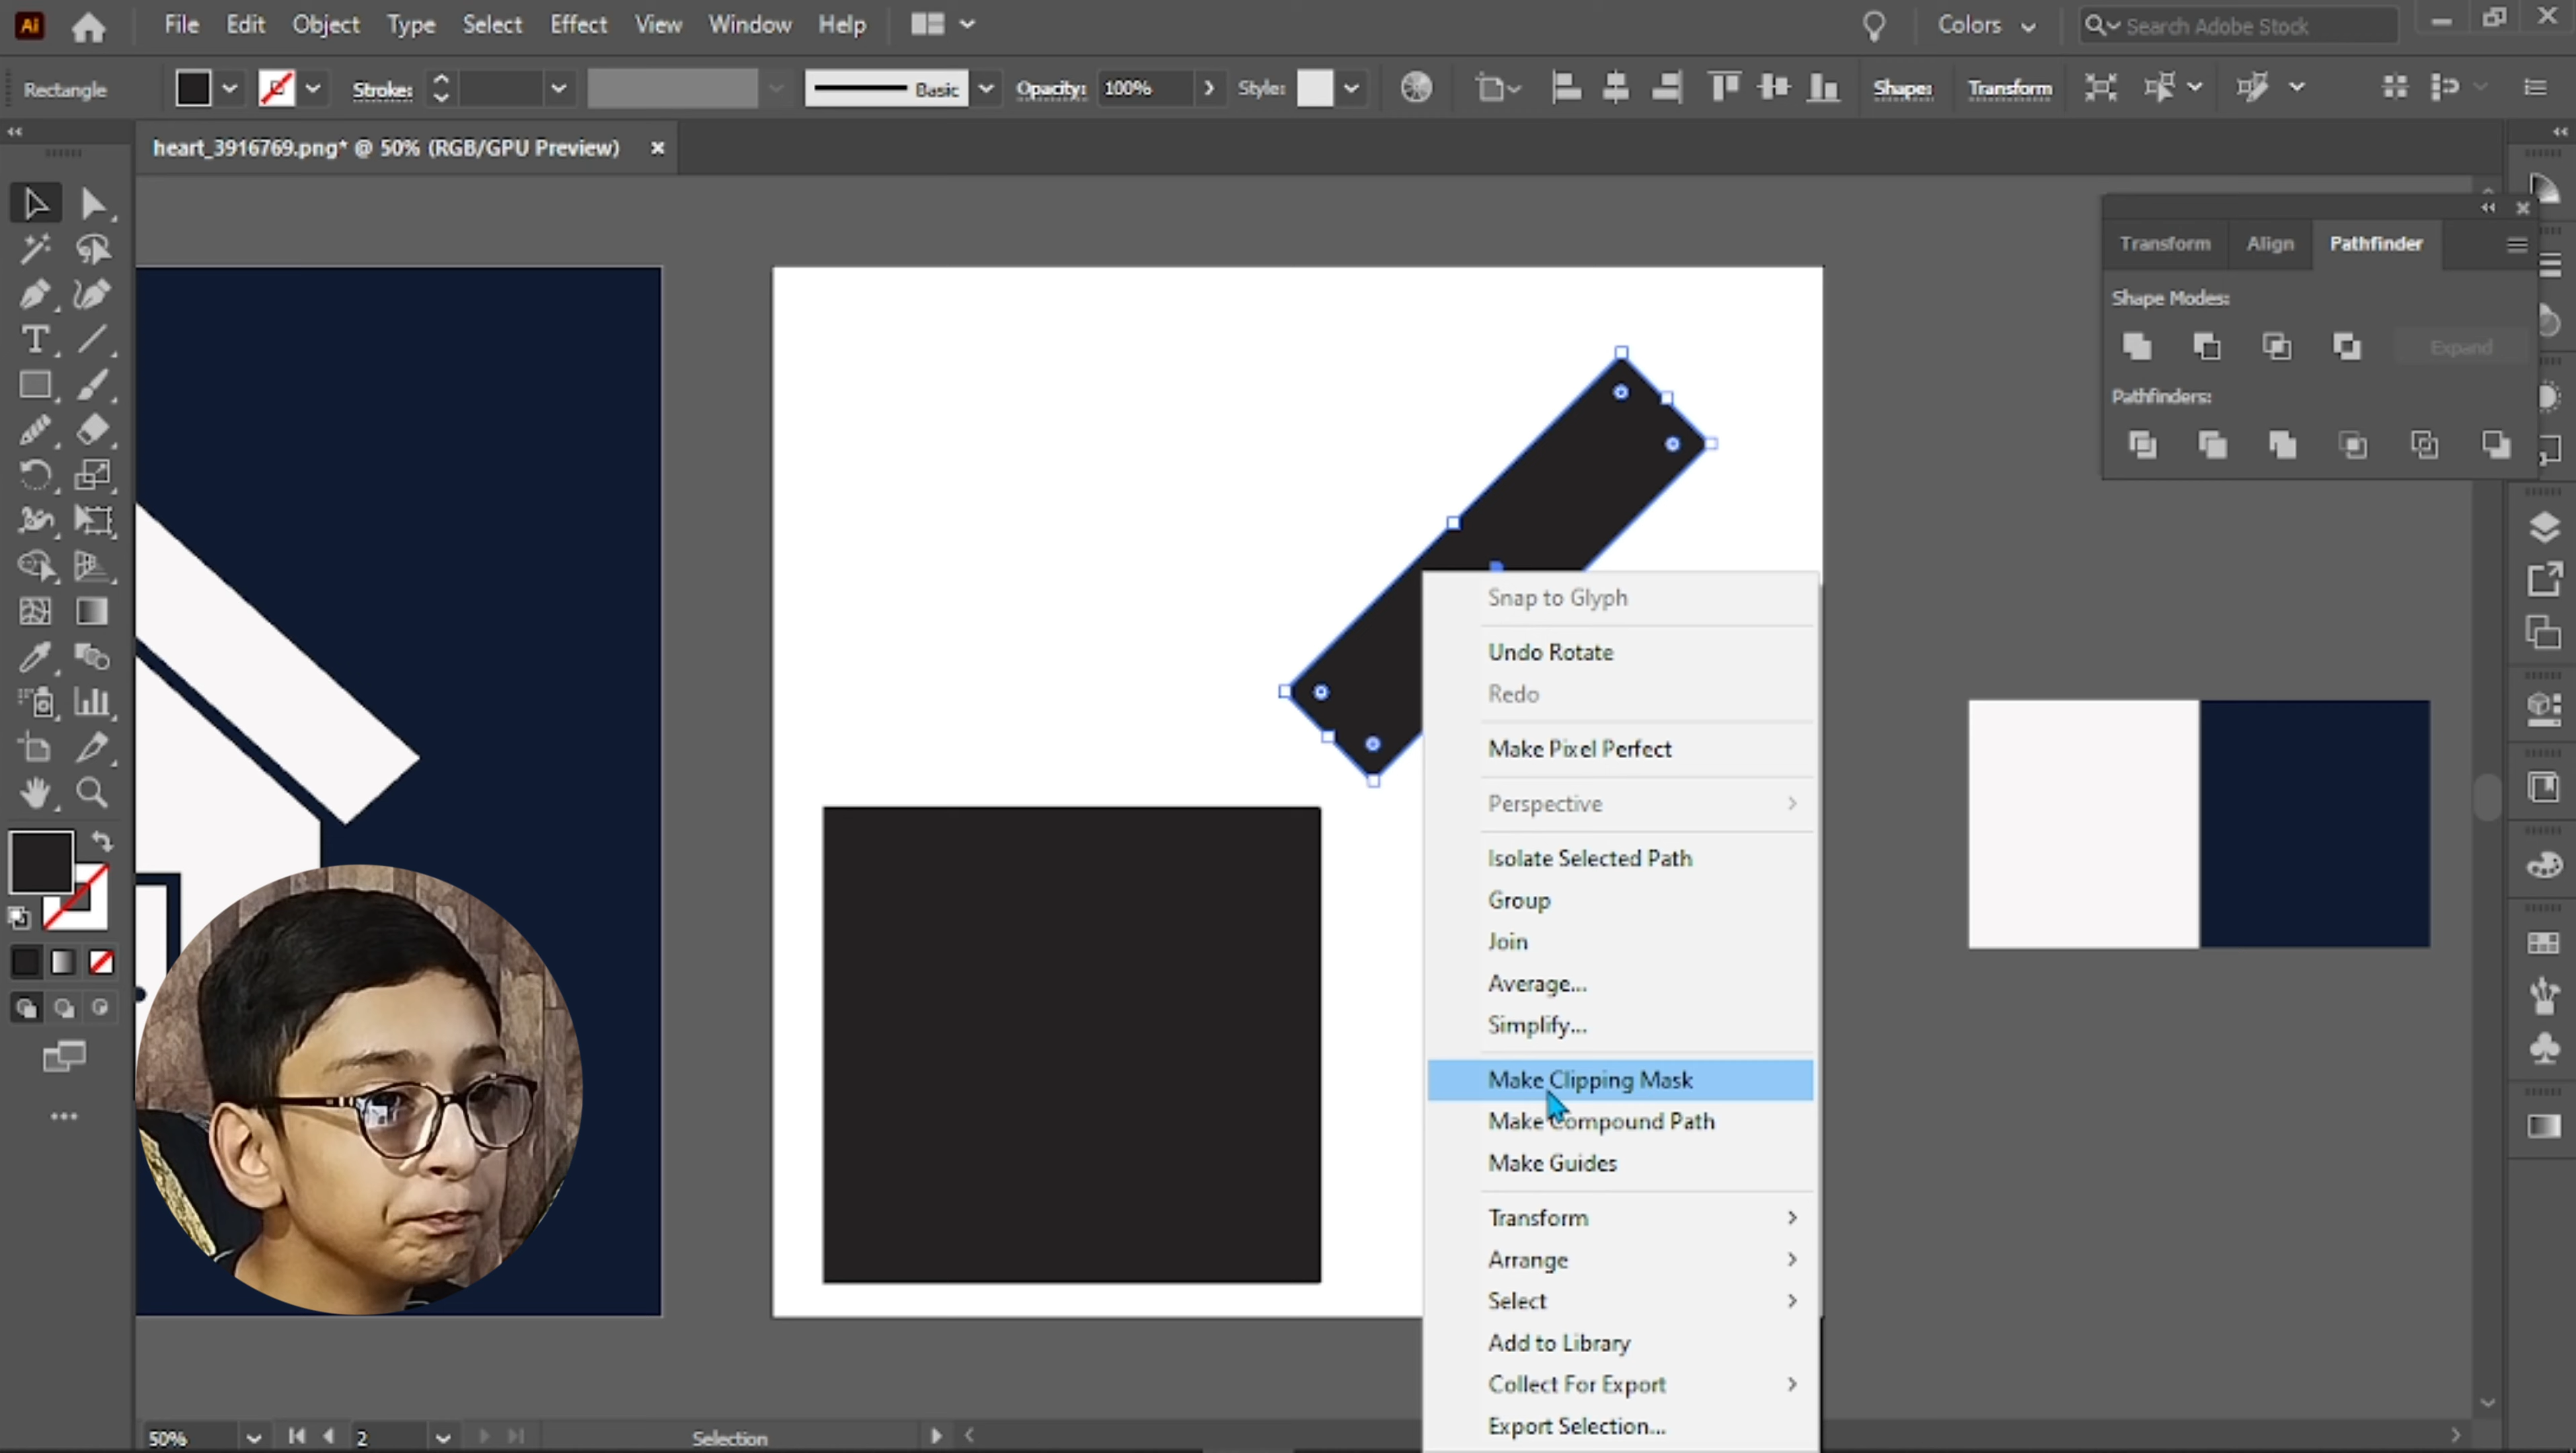 Ai File Edit Object Type Select Effect View Window Help Colors Search Adobe Stock
Rectangle Stroke: Basic Opacity: 100% Style: Shape: Transform
heart_3916769.png* @ 50% (RGB/GPU Preview)
Transform Align Pathfinder
Shape Modes:
Expand
Pathfinders:
Snap to Glyph
Undo Rotate
Redo
Make Pixel Perfect
Perspective
Isolate Selected Path
Group
Join
Average...
Simplify...
Make Clipping Mask
Make Compound Path
Make Guides
Transform
Arrange
Select
Add to Library
Collect For Export
Export Selection...
50% 2 Selection